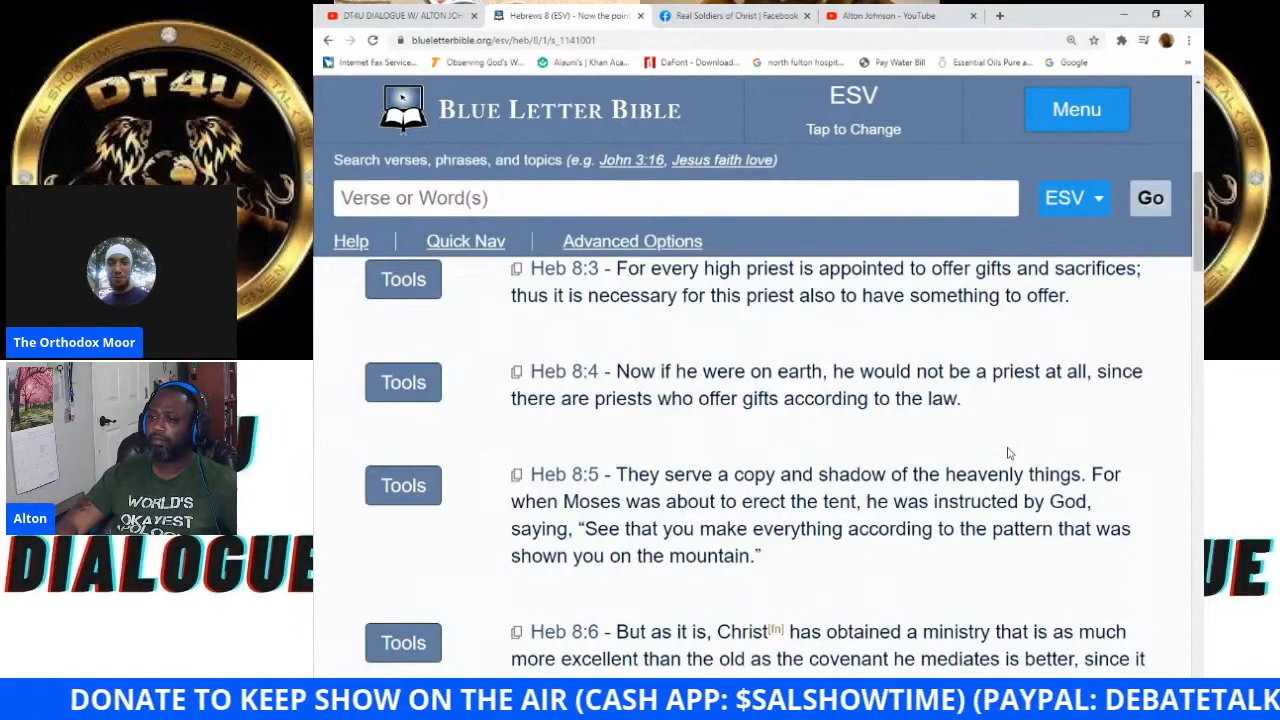 DT4U DIALOGUE W/ ALTON JOH
Hebrews 8 (ESV) - Now the poin
Real Soldiers of Christ | Facebook
Alton Johnson - YouTube
blueletterbible.org/esv/heb/8/1/s_1141001
Internet Fax Service...
Observing God's W...
Alaumi's | Khan Aca...
DaFont - Download...
north fulton hospit...
Pay Water Bill
Essential Oils Pure a...
Google
BLUE LETTER BIBLE
ESV
Tap to Change
Menu
Search verses, phrases, and topics (e.g. John 3:16, Jesus faith love)
Verse or Word(s)
ESV
Go
Help
Quick Nav
Advanced Options
Tools
Heb 8:3 - For every high priest is appointed to offer gifts and sacrifices;
thus it is necessary for this priest also to have something to offer.
Tools
Heb 8:4 - Now if he were on earth, he would not be a priest at all, since
there are priests who offer gifts according to the law.
Tools
Heb 8:5 - They serve a copy and shadow of the heavenly things. For
when Moses was about to erect the tent, he was instructed by God,
saying, “See that you make everything according to the pattern that was
shown you on the mountain.”
Tools
Heb 8:6 - But as it is, Christ[fn] has obtained a ministry that is as much
more excellent than the old as the covenant he mediates is better, since it
DT4U
The Orthodox Moor
WORLD'S
OKAYEST
Alton
DIALOGUE
UE
DONATE TO KEEP SHOW ON THE AIR (CASH APP: $SALSHOWTIME) (PAYPAL: DEBATETALK